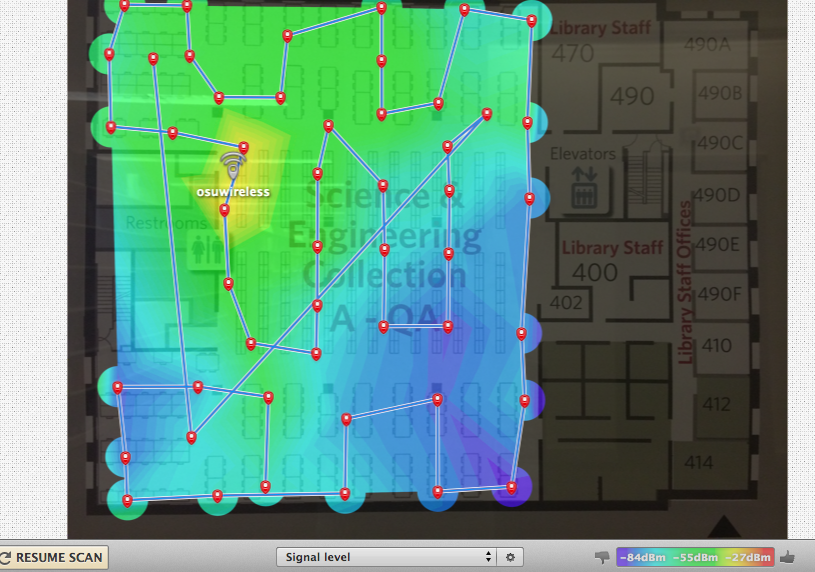 Library Staff
470
490A
490
490B
490C
Elevators
490D
osuwireless
Restrooms
Science &
Engineering
Collection
A - QA
Library Staff
400
402
Library Staff Offices
490E
490F
410
412
414
RESUME SCAN
Signal level
-84dBm
-55dBm
-27dBm